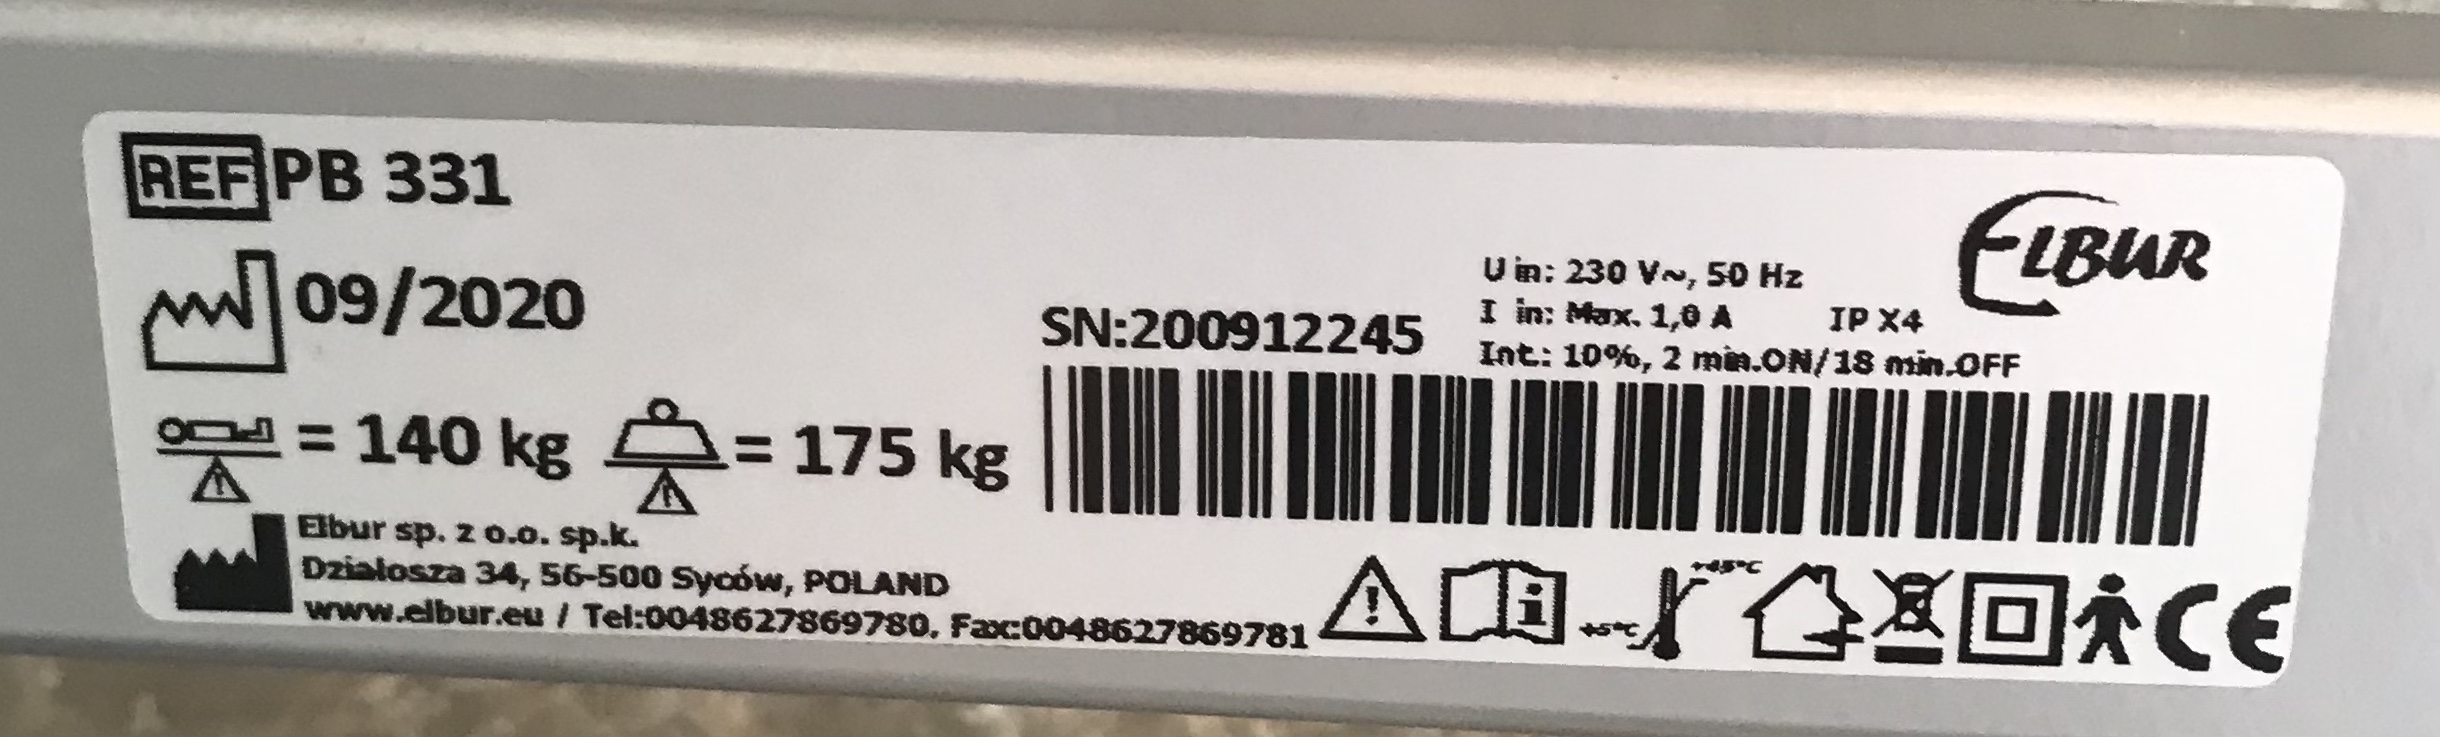 REF PB 331
09/2020
= 140 kg = 175 kg
Elbur sp. z o.o. sp.k.
Działosza 34, 56-500 Syców, POLAND
www.elbur.eu / Tel:0048627869780, Fax:0048627869781
SN:200912245
U in: 230 V~, 50 Hz
I in: Max. 1,0 A IP X4
Int.: 10%, 2 min.ON/18 min.OFF
ELBUR
+5°C +45°C
CE